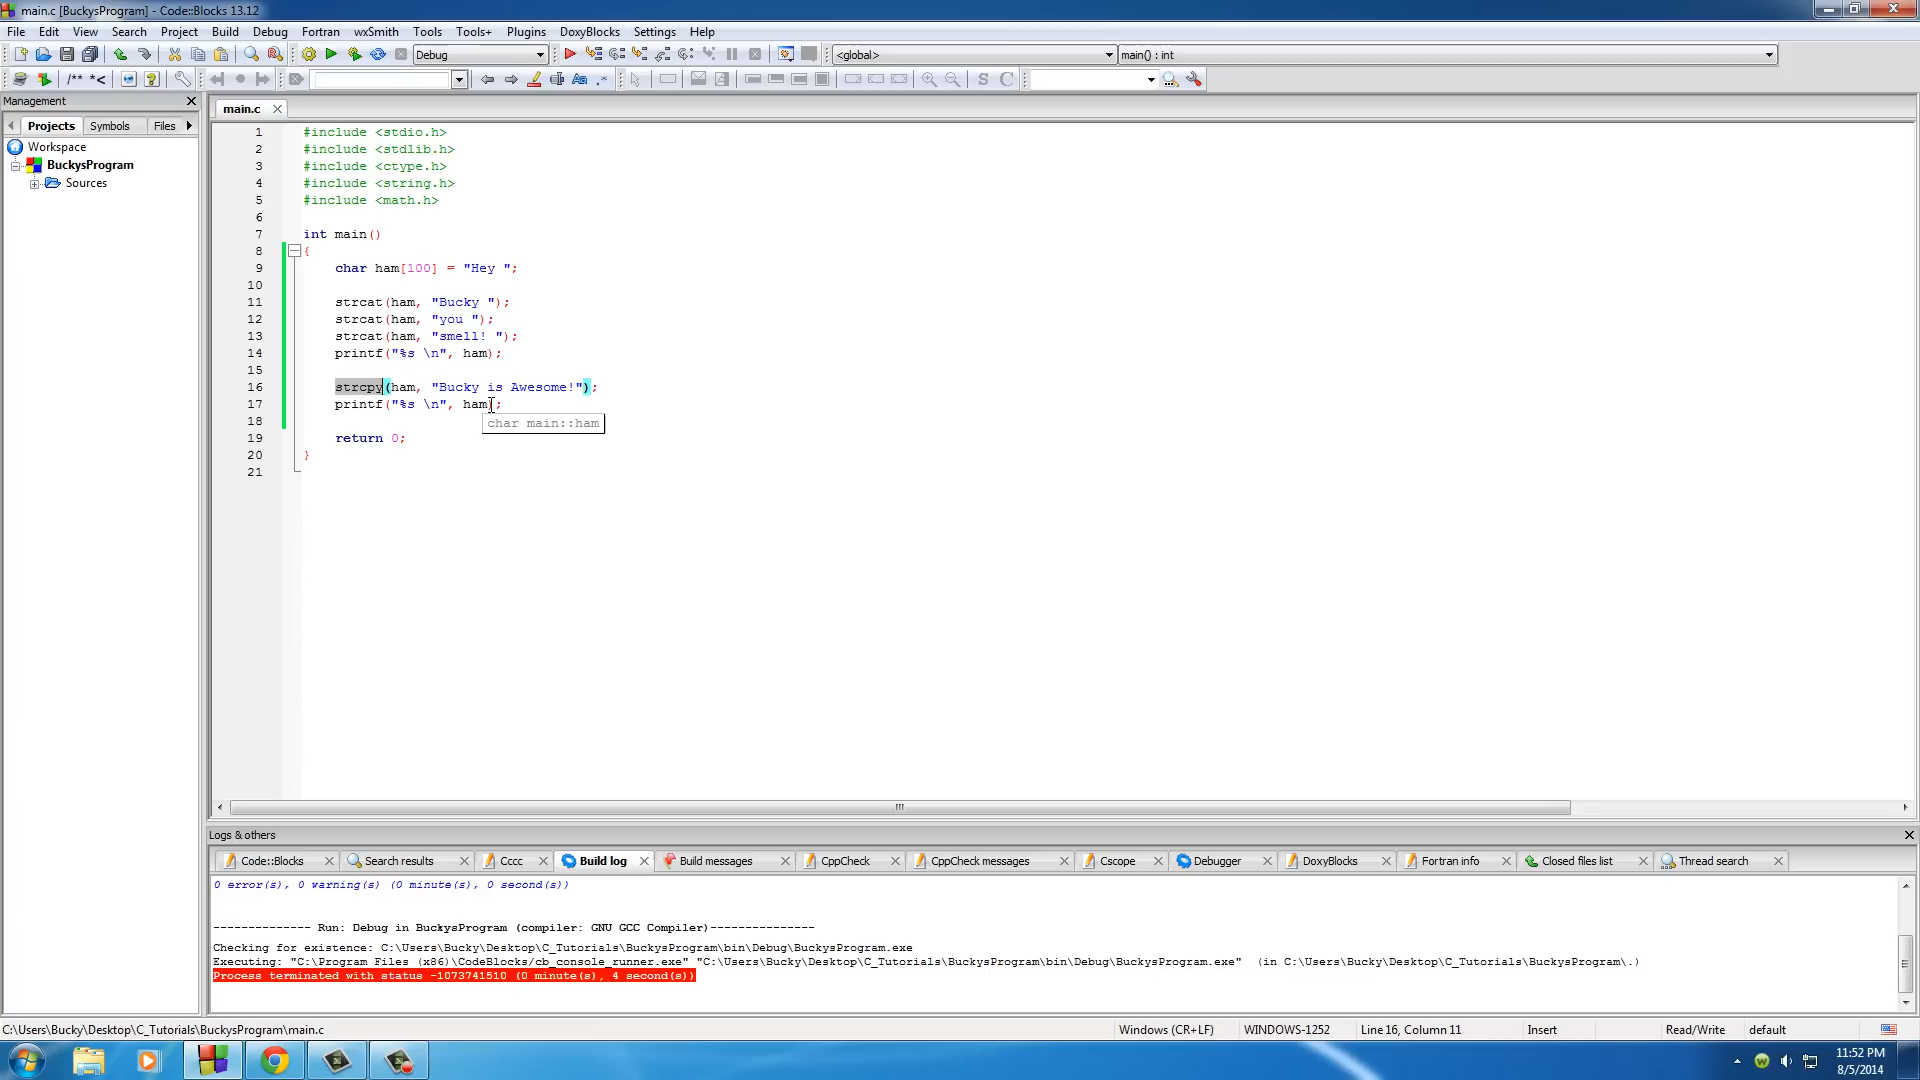 main.c [BuckysProgram] - Code::Blocks 13.12
File Edit View Search Project Build Debug Fortran wxSmith Tools Tools+ Plugins DoxyBlocks Settings Help
Debug <global> main() : int
/** *< Aa .* S C
Management
Projects Symbols Files
Workspace
BuckysProgram
Sources
main.c
1 #include <stdio.h>
2 #include <stdlib.h>
3 #include <ctype.h>
4 #include <string.h>
5 #include <math.h>
6
7 int main()
8 {
9 char ham[100] = "Hey ";
10
11 strcat(ham, "Bucky ");
12 strcat(ham, "you ");
13 strcat(ham, "smell! ");
14 printf("%s \n", ham);
15
16 strcpy(ham, "Bucky is Awesome!");
17 printf("%s \n", ham);
char main::ham
18
19 return 0;
20 }
21
Logs & others
Code::Blocks Search results Cccc Build log Build messages CppCheck CppCheck messages Cscope Debugger DoxyBlocks Fortran info Closed files list Thread search
0 error(s), 0 warning(s) (0 minute(s), 0 second(s))
-------------- Run: Debug in BuckysProgram (compiler: GNU GCC Compiler)---------------
Checking for existence: C:\Users\Bucky\Desktop\C_Tutorials\BuckysProgram\bin\Debug\BuckysProgram.exe
Executing: "C:\Program Files (x86)\CodeBlocks/cb_console_runner.exe" "C:\Users\Bucky\Desktop\C_Tutorials\BuckysProgram\bin\Debug\BuckysProgram.exe" (in C:\Users\Bucky\Desktop\C_Tutorials\BuckysProgram\.)
Process terminated with status -1073741510 (0 minute(s), 4 second(s))
C:\Users\Bucky\Desktop\C_Tutorials\BuckysProgram\main.c Windows (CR+LF) WINDOWS-1252 Line 16, Column 11 Insert Read/Write default
11:52 PM
8/5/2014